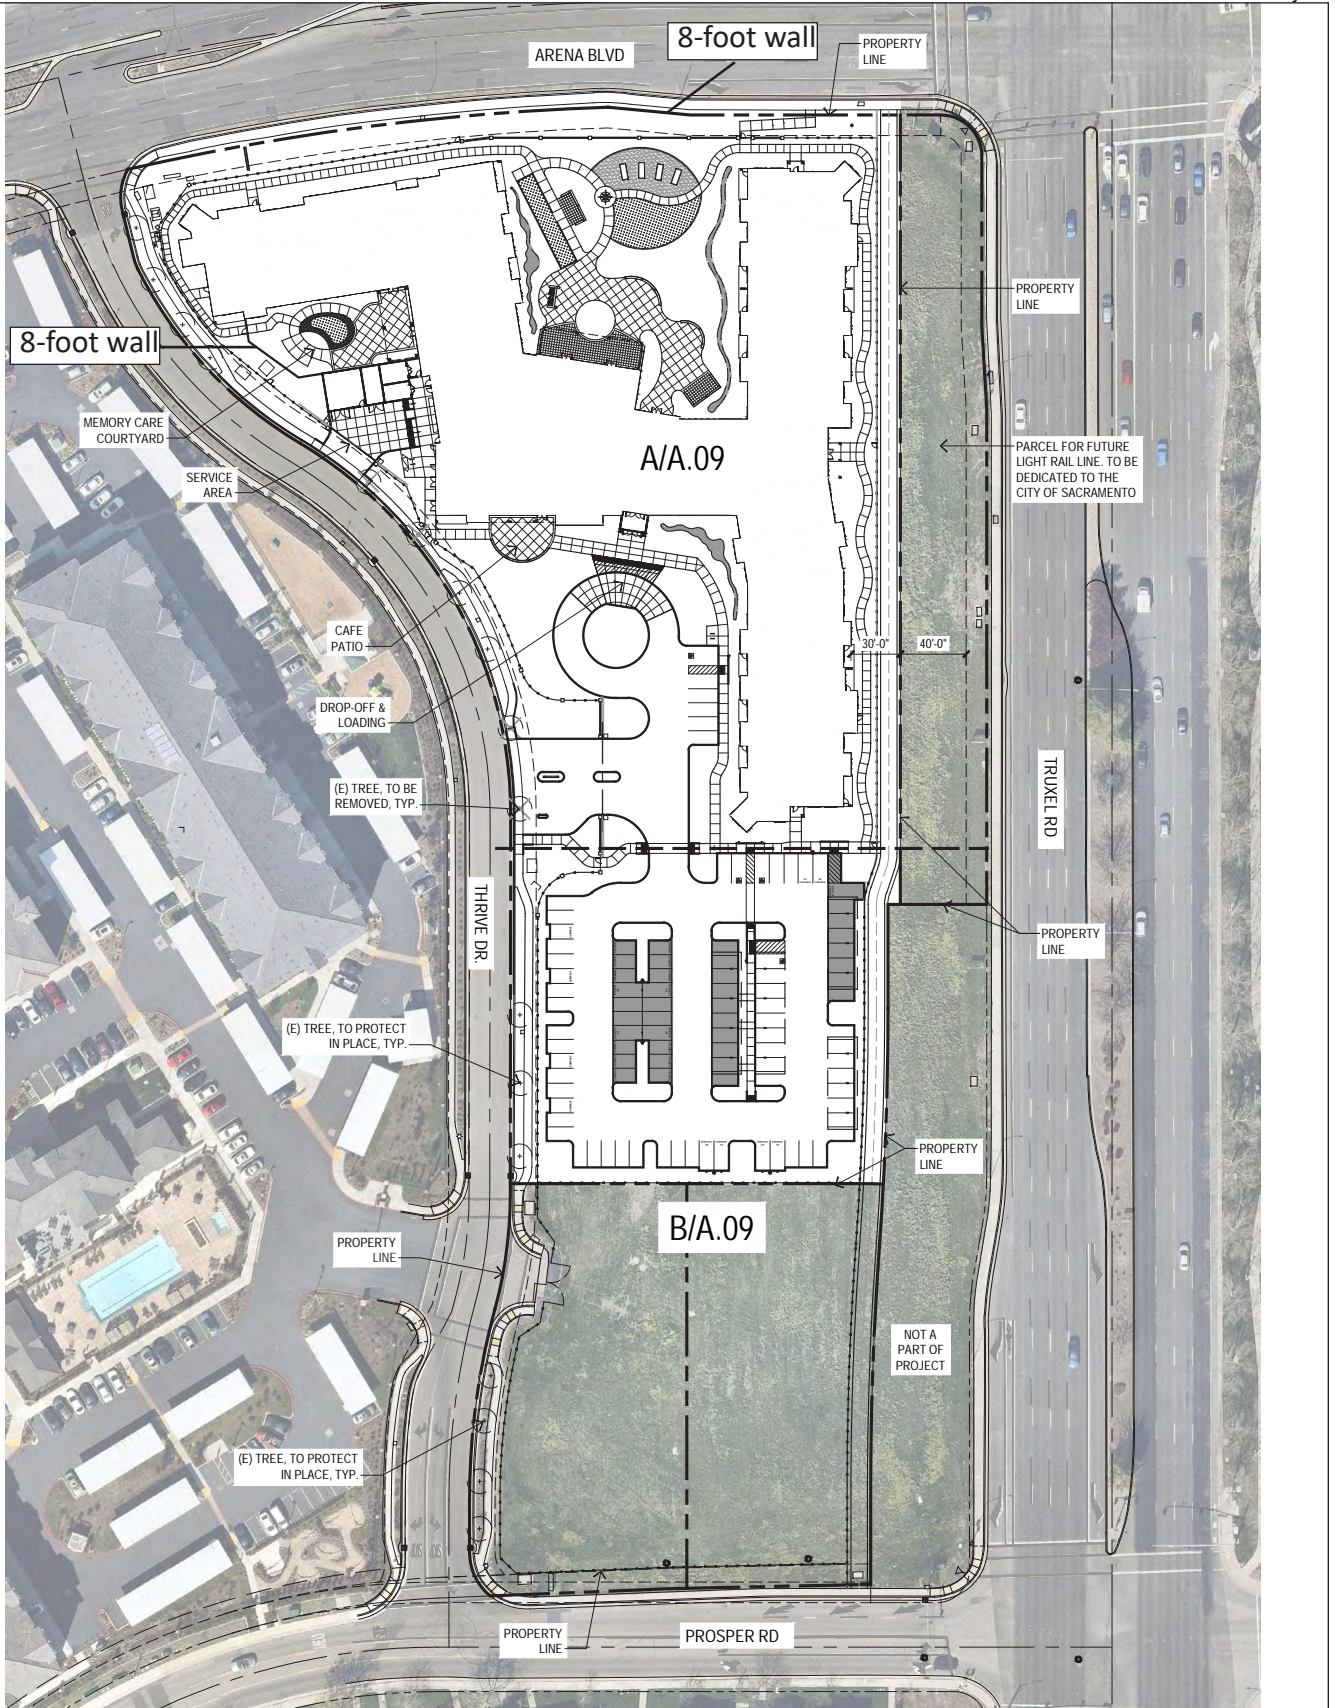 8-foot wall
ARENA BLVD
PROPERTY
LINE
PROPERTY
LINE
8-foot wall
MEMORY CARE
COURTYARD
A/A.09
PARCEL FOR FUTURE
LIGHT RAIL LINE. TO BE
DEDICATED TO THE
CITY OF SACRAMENTO
SERVICE
AREA
CAFE
PATIO
30'-0"
40'-0"
DROP-OFF &
LOADING
TRUXEL RD
(E) TREE, TO BE
REMOVED, TYP.
THRIVE DR.
PROPERTY
LINE
(E) TREE, TO PROTECT
IN PLACE, TYP.
PROPERTY
LINE
B/A.09
PROPERTY
LINE
NOT A
PART OF
PROJECT
(E) TREE, TO PROTECT
IN PLACE, TYP.
PROPERTY
LINE
PROSPER RD